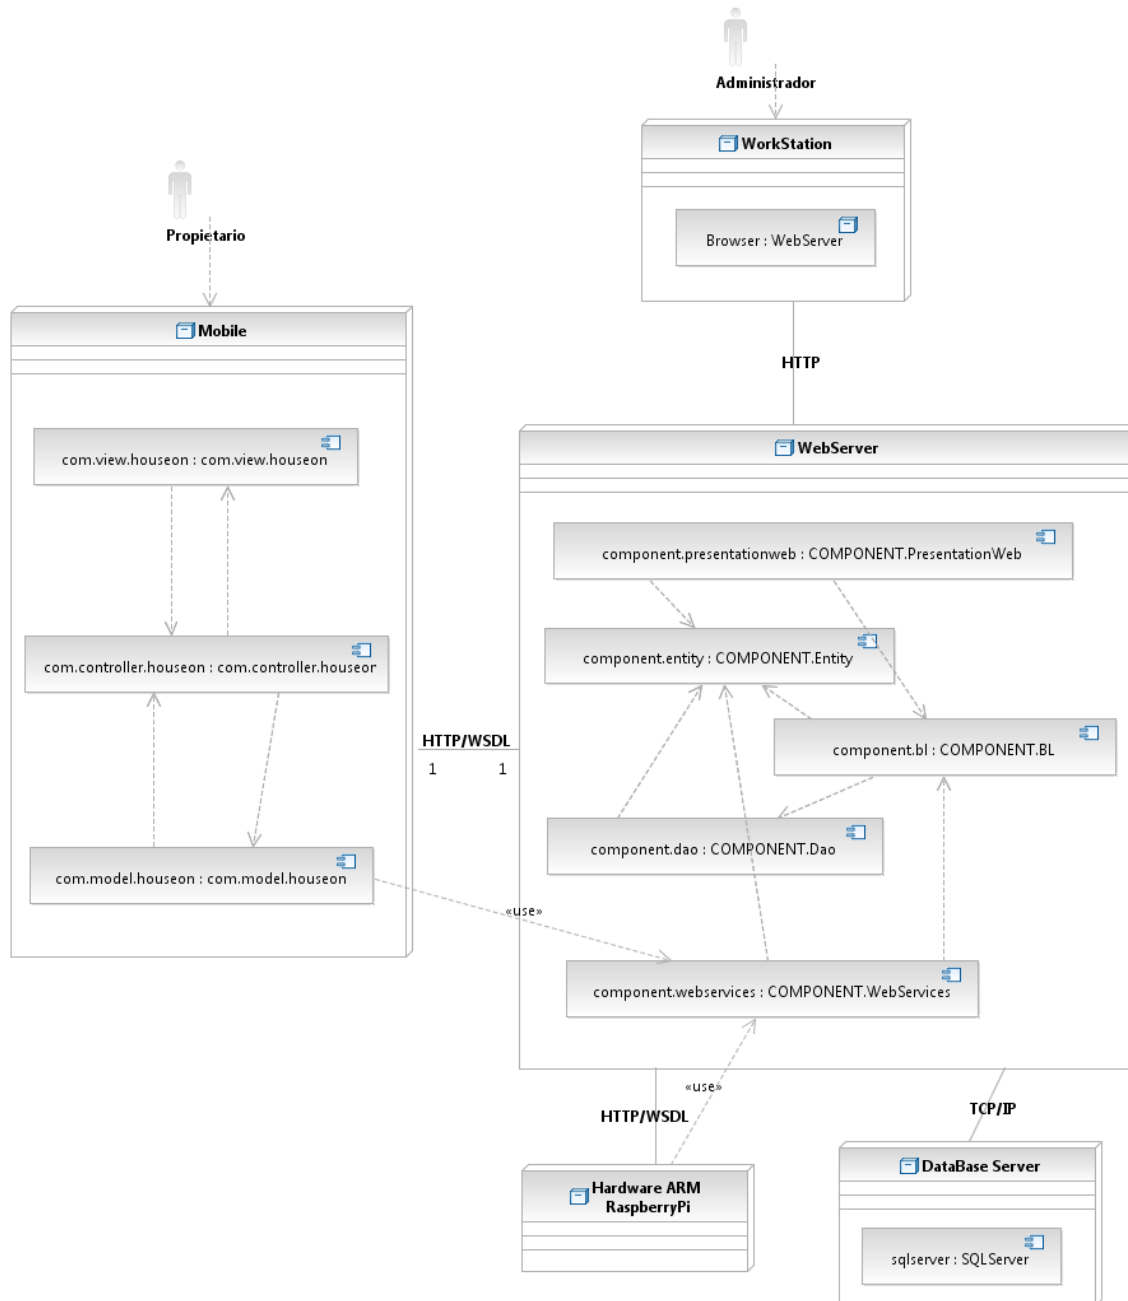 Administrador
WorkStation
Browser : WebServer
Propietario
Mobile
HTTP
WebServer
com.view.houseon : com.view.houseon
component.presentationweb : COMPONENT.PresentationWeb
com.controller.houseon : com.controller.houseon
component.entity : COMPONENT.Entity
HTTP/WSDL
1 1
component.bl : COMPONENT.BL
component.dao : COMPONENT.Dao
com.model.houseon : com.model.houseon
«use»
component.webservices : COMPONENT.WebServices
«use»
HTTP/WSDL
TCP/IP
Hardware ARM
RaspberryPi
DataBase Server
sqlserver : SQLServer